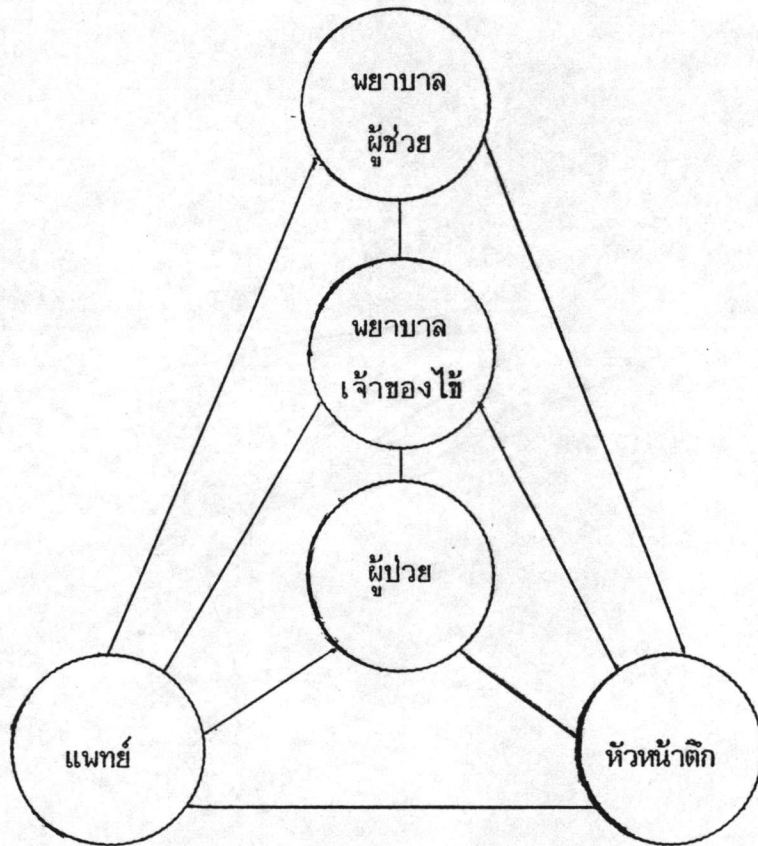 พยาบาล
ผู้ช่วย
พยาบาล
เจ้าของไข้
ผู้ป่วย
แพทย์
หัวหน้าตึก